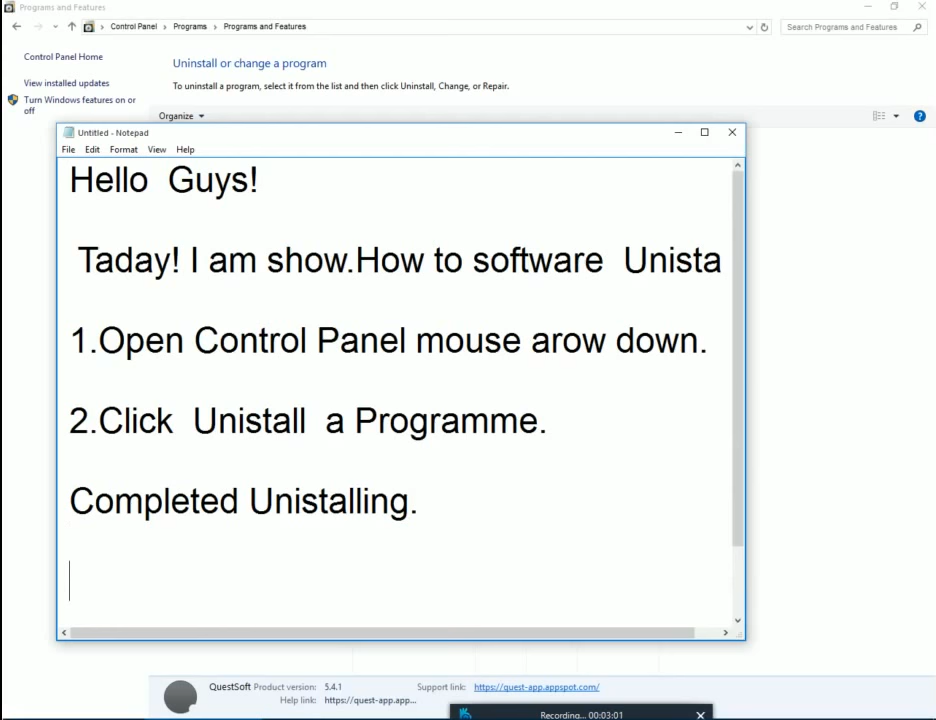 Programs and Features
Control Panel > Programs > Programs and Features
Search Programs and Features
Control Panel Home
View installed updates
Turn Windows features on or
off
Uninstall or change a program
To uninstall a program, select it from the list and then click Uninstall, Change, or Repair.
Organize
Untitled - Notepad
File Edit Format View Help
Hello  Guys!
Taday! I am show.How to software  Unista
1.Open Control Panel mouse arow down.
2.Click  Unistall  a Programme.
Completed Unistalling.
QuestSoft Product version: 5.4.1 Support link: https://quest-app.appspot.com/
Help link: https://quest-app.app...
Recording... 00:03:01